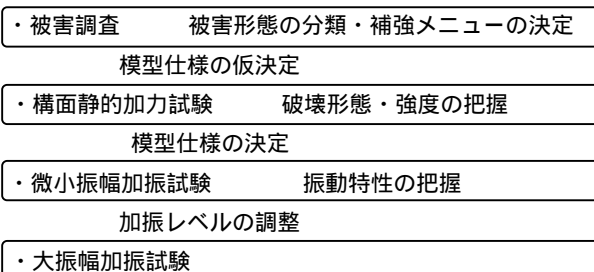 ・被害調査　　被害形態の分類・補強メニューの決定
模型仕様の仮決定
・構面静的加力試験　　破壊形態・強度の把握
模型仕様の決定
・微小振幅加振試験　　振動特性の把握
加振レベルの調整
・大振幅加振試験